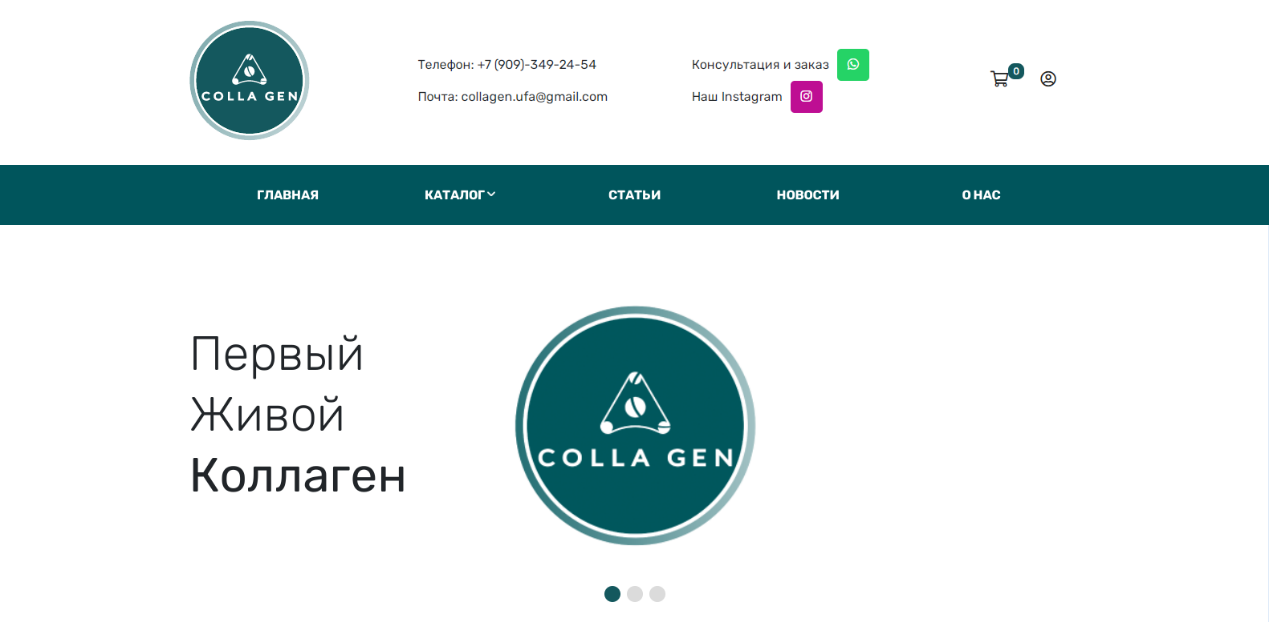 COLLA GEN
Телефон: +7 (909)-349-24-54
Почта: collagen.ufa@gmail.com
Консультация и заказ
Наш Instagram
0
ГЛАВНАЯ
КАТАЛОГ
СТАТЬИ
НОВОСТИ
О НАС
Первый
Живой
Коллаген
COLLA GEN